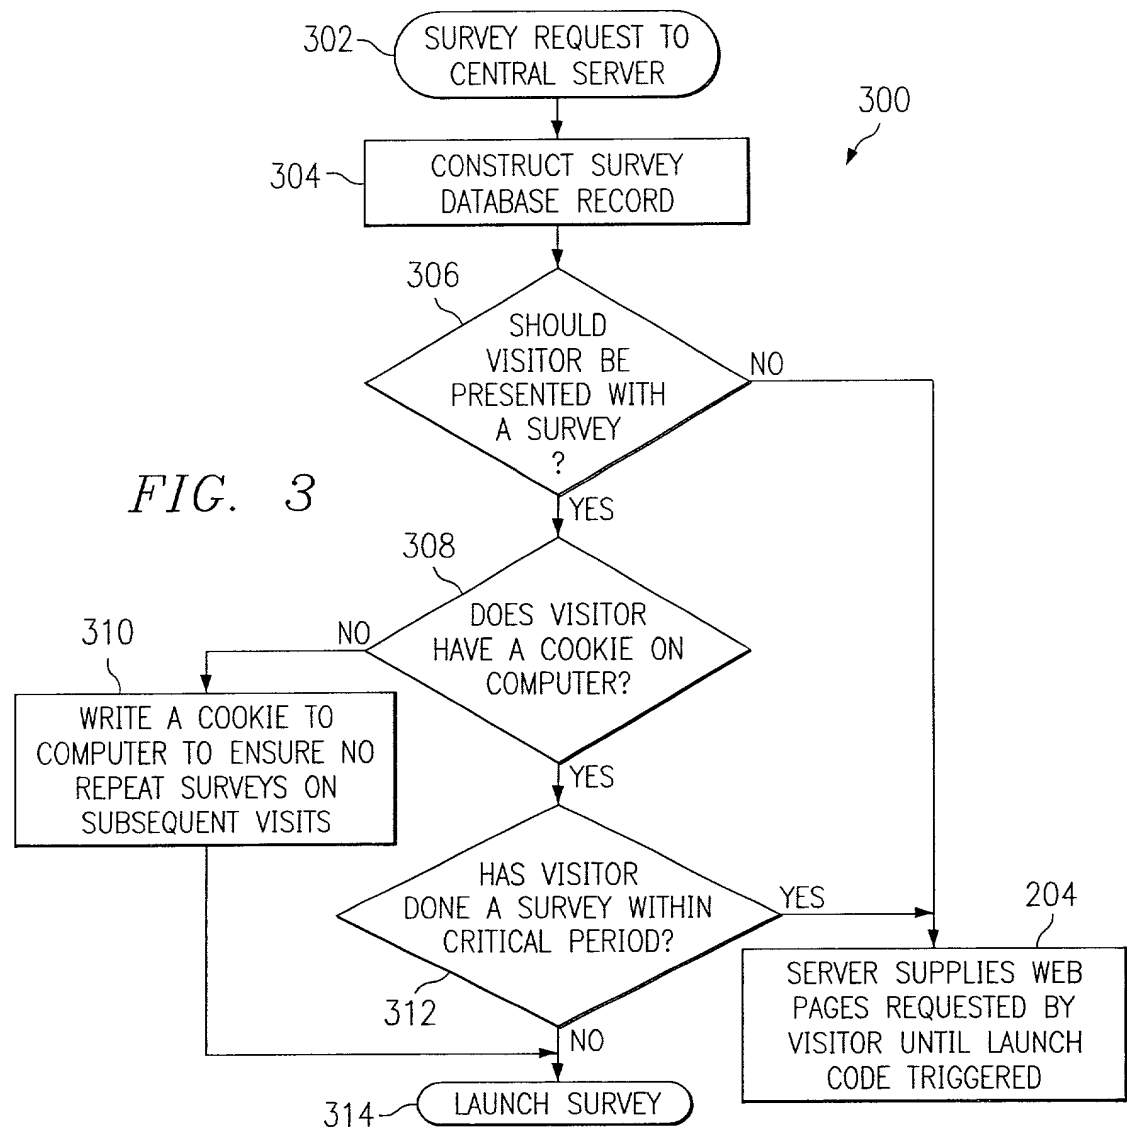 302
SURVEY REQUEST TO
CENTRAL SERVER
300
304
CONSTRUCT SURVEY
DATABASE RECORD
306
SHOULD
VISITOR BE
PRESENTED WITH
A SURVEY
?
NO
FIG. 3
YES
308
DOES VISITOR
HAVE A COOKIE ON
COMPUTER?
NO
310
WRITE A COOKIE TO
COMPUTER TO ENSURE NO
REPEAT SURVEYS ON
SUBSEQUENT VISITS
YES
HAS VISITOR
DONE A SURVEY WITHIN
CRITICAL PERIOD?
YES
312
204
SERVER SUPPLIES WEB
PAGES REQUESTED BY
VISITOR UNTIL LAUNCH
CODE TRIGGERED
NO
314
LAUNCH SURVEY